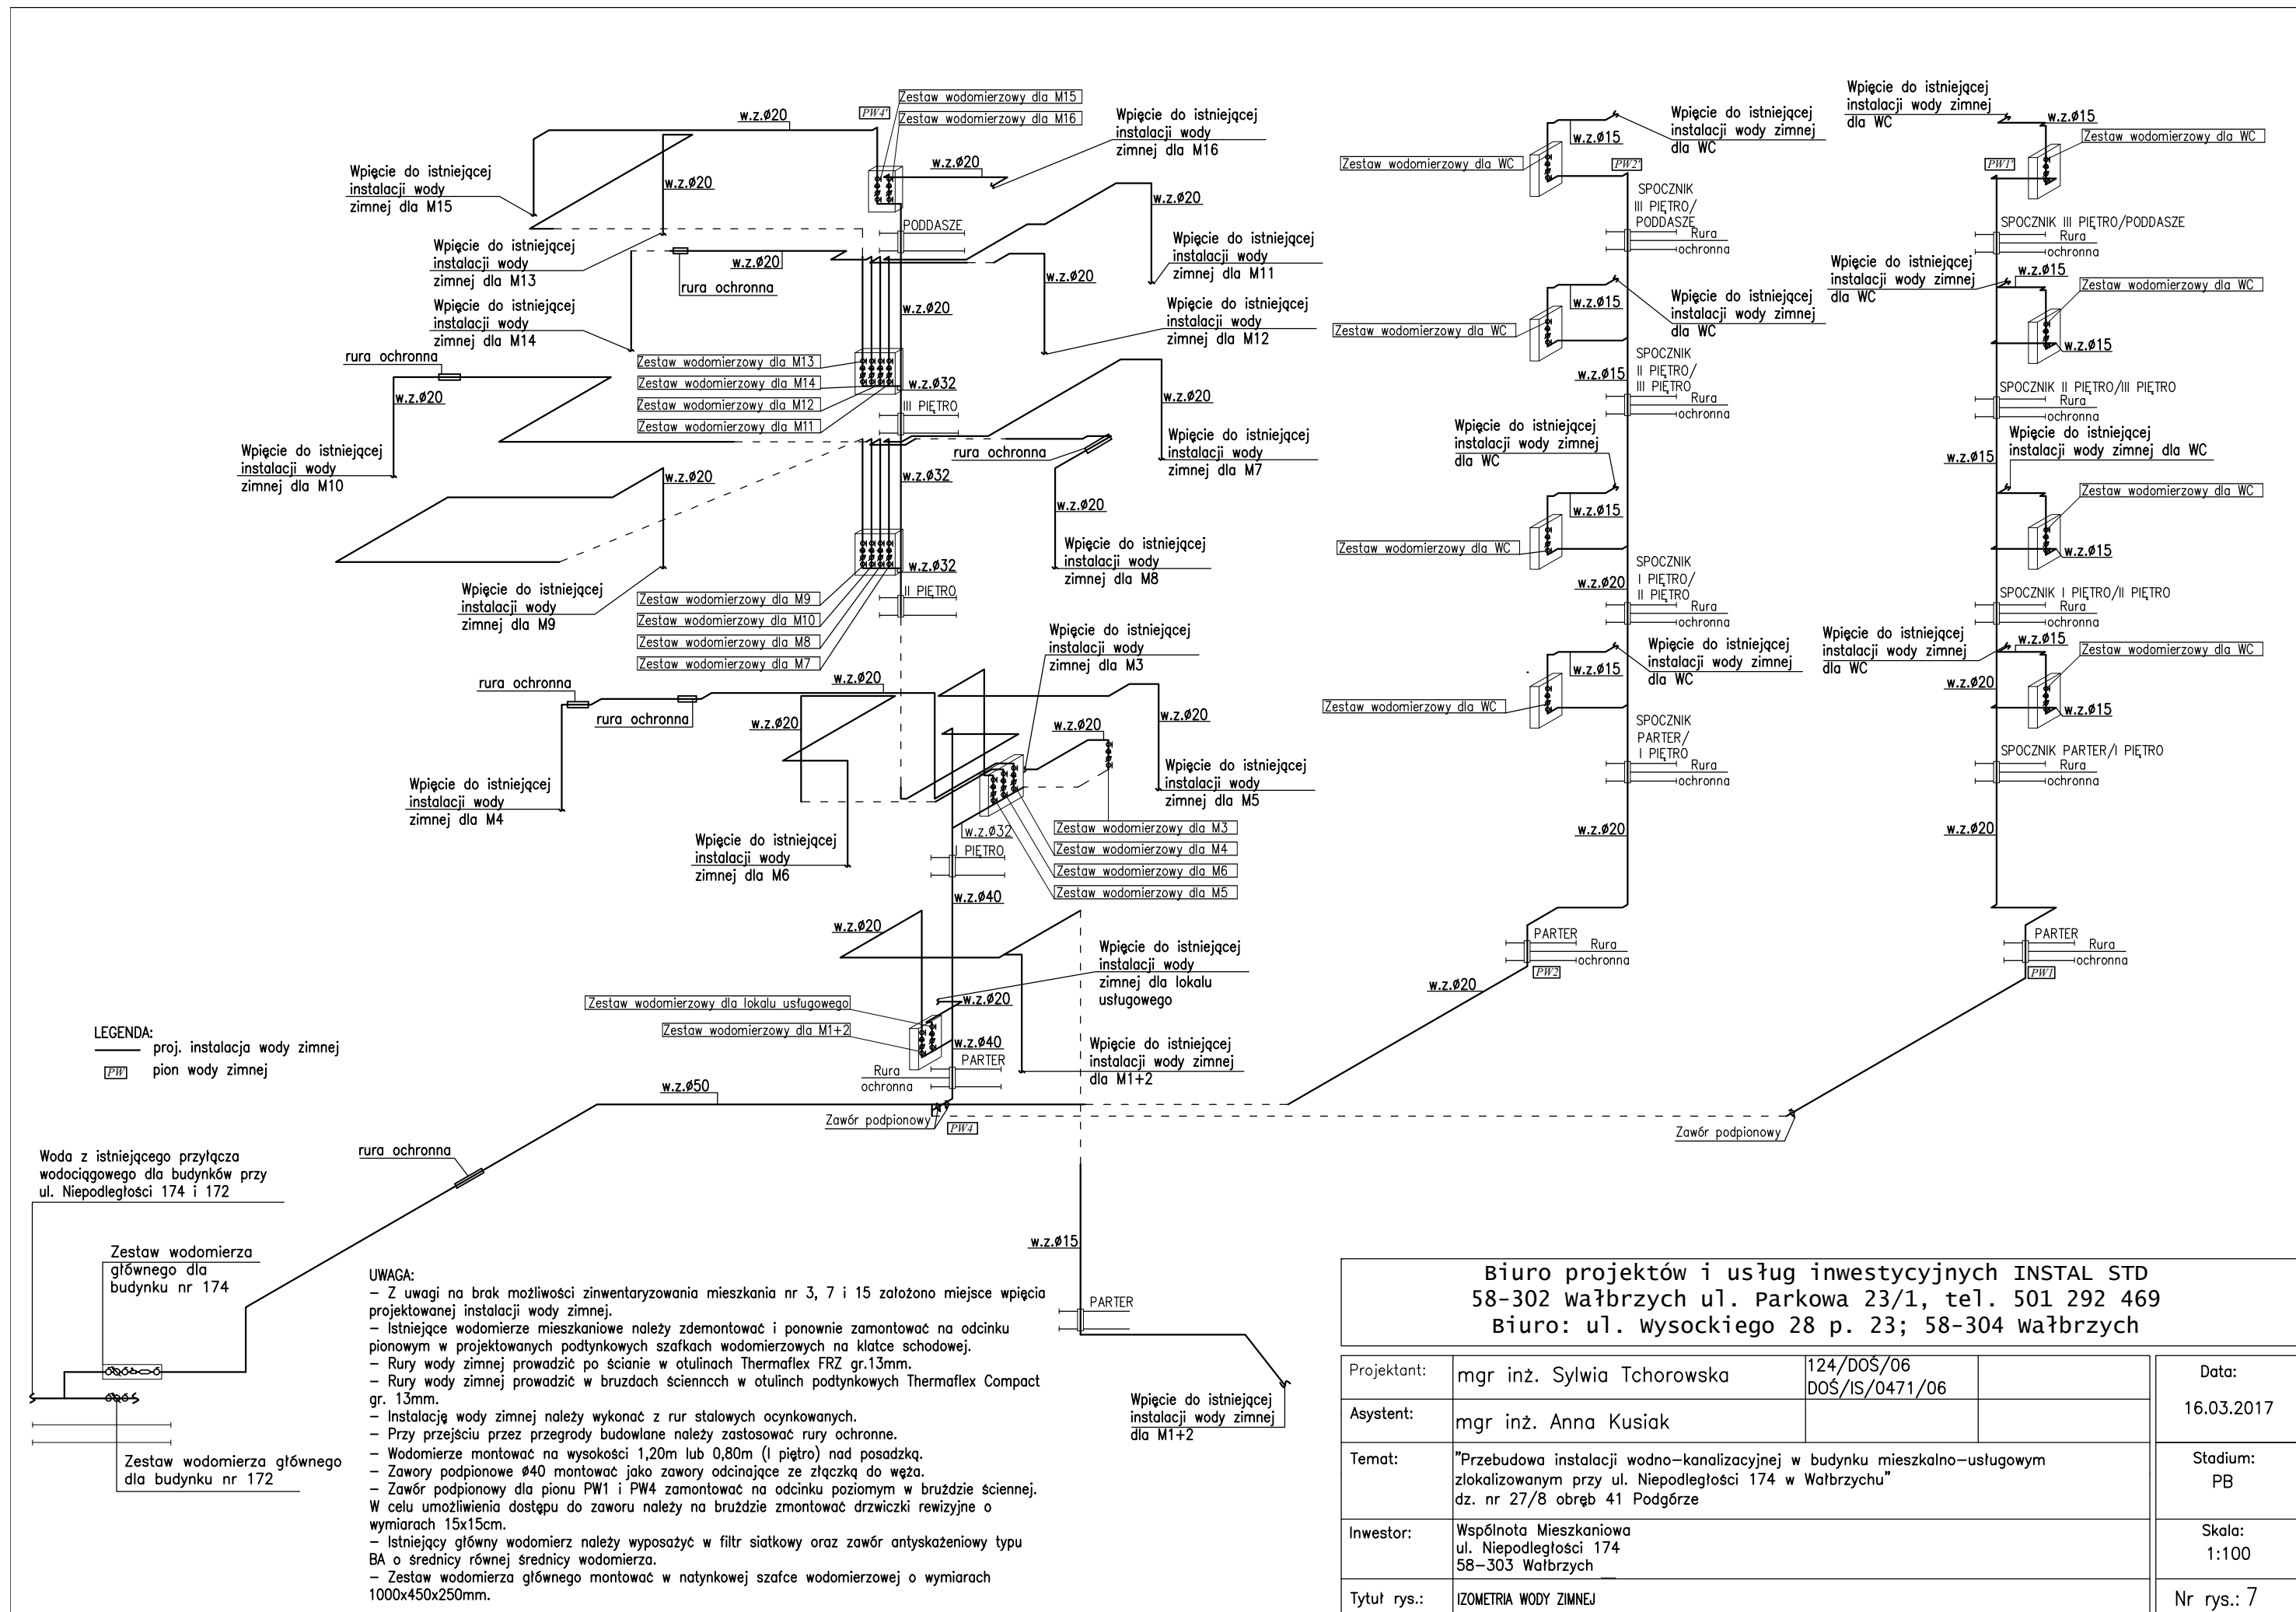 w.z.ø20
PW4'
Zestaw wodomierzowy dla M15
Zestaw wodomierzowy dla M16
Wpięcie do istniejącej
instalacji wody
zimnej dla M16
w.z.ø20
Wpięcie do istniejącej
instalacji wody
zimnej dla M15
w.z.ø20
w.z.ø20
PODDASZE
Wpięcie do istniejącej
instalacji wody
zimnej dla M13
w.z.ø20
rura ochronna
Wpięcie do istniejącej
instalacji wody
zimnej dla M11
w.z.ø20
Wpięcie do istniejącej
instalacji wody
zimnej dla M14
w.z.ø20
Wpięcie do istniejącej
instalacji wody
zimnej dla M12
rura ochronna
w.z.ø20
Zestaw wodomierzowy dla M13
Zestaw wodomierzowy dla M14
Zestaw wodomierzowy dla M12
Zestaw wodomierzowy dla M11
w.z.ø32
III PIĘTRO
w.z.ø20
Wpięcie do istniejącej
instalacji wody
zimnej dla M10
rura ochronna
Wpięcie do istniejącej
instalacji wody
zimnej dla M7
w.z.ø20
w.z.ø32
w.z.ø20
Wpięcie do istniejącej
instalacji wody
zimnej dla M8
w.z.ø32
II PIĘTRO
Wpięcie do istniejącej
instalacji wody
zimnej dla M9
Zestaw wodomierzowy dla M9
Zestaw wodomierzowy dla M10
Zestaw wodomierzowy dla M8
Zestaw wodomierzowy dla M7
Wpięcie do istniejącej
instalacji wody
zimnej dla M3
rura ochronna
rura ochronna
w.z.ø20
w.z.ø20
w.z.ø20
w.z.ø20
Wpięcie do istniejącej
instalacji wody
zimnej dla M4
Wpięcie do istniejącej
instalacji wody
zimnej dla M5
Wpięcie do istniejącej
instalacji wody
zimnej dla M6
w.z.ø32
I PIĘTRO
Zestaw wodomierzowy dla M3
Zestaw wodomierzowy dla M4
Zestaw wodomierzowy dla M6
Zestaw wodomierzowy dla M5
w.z.ø40
w.z.ø20
Wpięcie do istniejącej
instalacji wody
zimnej dla lokalu
usługowego
Zestaw wodomierzowy dla lokalu usługowego
Zestaw wodomierzowy dla M1+2
w.z.ø20
w.z.ø40
PARTER
Rura
ochronna
Wpięcie do istniejącej
instalacji wody zimnej
dla M1+2
w.z.ø50
Zawór podpionowy
PW4
Zawór podpionowy
Wpięcie do istniejącej
instalacji wody zimnej
dla WC
w.z.ø15
Zestaw wodomierzowy dla WC
PW2'
SPOCZNIK
III PIĘTRO/
PODDASZE
Rura
ochronna
Wpięcie do istniejącej
instalacji wody zimnej
dla WC
w.z.ø15
Zestaw wodomierzowy dla WC
w.z.ø15
SPOCZNIK
II PIĘTRO/
III PIĘTRO
Rura
ochronna
Wpięcie do istniejącej
instalacji wody zimnej
dla WC
w.z.ø15
Zestaw wodomierzowy dla WC
w.z.ø20
SPOCZNIK
I PIĘTRO/
II PIĘTRO
Rura
ochronna
Wpięcie do istniejącej
instalacji wody zimnej
dla WC
w.z.ø15
Zestaw wodomierzowy dla WC
SPOCZNIK
PARTER/
I PIĘTRO
Rura
ochronna
w.z.ø20
PARTER
Rura
ochronna
PW2
w.z.ø20
Wpięcie do istniejącej
instalacji wody zimnej
dla WC
w.z.ø15
Zestaw wodomierzowy dla WC
PW1'
SPOCZNIK III PIĘTRO/PODDASZE
Rura
ochronna
Wpięcie do istniejącej
instalacji wody zimnej
dla WC
w.z.ø15
Zestaw wodomierzowy dla WC
w.z.ø15
SPOCZNIK II PIĘTRO/III PIĘTRO
Rura
ochronna
Wpięcie do istniejącej
instalacji wody zimnej dla WC
w.z.ø15
Zestaw wodomierzowy dla WC
w.z.ø15
SPOCZNIK I PIĘTRO/II PIĘTRO
Rura
ochronna
Wpięcie do istniejącej
instalacji wody zimnej
dla WC
w.z.ø15
Zestaw wodomierzowy dla WC
w.z.ø20
w.z.ø15
SPOCZNIK PARTER/I PIĘTRO
Rura
ochronna
w.z.ø20
PARTER
Rura
ochronna
PW1
LEGENDA:
proj. instalacja wody zimnej
PW pion wody zimnej
rura ochronna
Woda z istniejącego przyłącza
wodociągowego dla budynków przy
ul. Niepodległości 174 i 172
Zestaw wodomierza
głównego dla
budynku nr 174
Zestaw wodomierza głównego
dla budynku nr 172
w.z.ø15
PARTER
Wpięcie do istniejącej
instalacji wody zimnej
dla M1+2
UWAGA:
– Z uwagi na brak możliwości zinwentaryzowania mieszkania nr 3, 7 i 15 założono miejsce wpięcia
projektowanej instalacji wody zimnej.
– Istniejące wodomierze mieszkaniowe należy zdemontować i ponownie zamontować na odcinku
pionowym w projektowanych podtynkowych szafkach wodomierzowych na klatce schodowej.
– Rury wody zimnej prowadzić po ścianie w otulinach Thermaflex FRZ gr.13mm.
– Rury wody zimnej prowadzić w bruzdach ścienncch w otulinch podtynkowych Thermaflex Compact
gr. 13mm.
– Instalację wody zimnej należy wykonać z rur stalowych ocynkowanych.
– Przy przejściu przez przegrody budowlane należy zastosować rury ochronne.
– Wodomierze montować na wysokości 1,20m lub 0,80m (I piętro) nad posadzką.
– Zawory podpionowe ø40 montować jako zawory odcinające ze złączką do węża.
– Zawór podpionowy dla pionu PW1 i PW4 zamontować na odcinku poziomym w bruździe ściennej.
W celu umożliwienia dostępu do zaworu należy na bruździe zmontować drzwiczki rewizyjne o
wymiarach 15x15cm.
– Istniejący główny wodomierz należy wyposażyć w filtr siatkowy oraz zawór antyskażeniowy typu
BA o średnicy równej średnicy wodomierza.
– Zestaw wodomierza głównego montować w natynkowej szafce wodomierzowej o wymiarach
1000x450x250mm.
Biuro projektów i usług inwestycyjnych INSTAL STD
58-302 Wałbrzych ul. Parkowa 23/1, tel. 501 292 469
Biuro: ul. Wysockiego 28 p. 23; 58-304 Wałbrzych
Projektant: mgr inż. Sylwia Tchorowska
124/DOŚ/06
DOŚ/IS/0471/06
Data:
16.03.2017
Asystent: mgr inż. Anna Kusiak
Temat: "Przebudowa instalacji wodno–kanalizacyjnej w budynku mieszkalno–usługowym
zlokalizowanym przy ul. Niepodległości 174 w Wałbrzychu"
dz. nr 27/8 obręb 41 Podgórze
Stadium:
PB
Inwestor: Wspólnota Mieszkaniowa
ul. Niepodległości 174
58–303 Wałbrzych
Skala:
1:100
Tytuł rys.: IZOMETRIA WODY ZIMNEJ
Nr rys.: 7